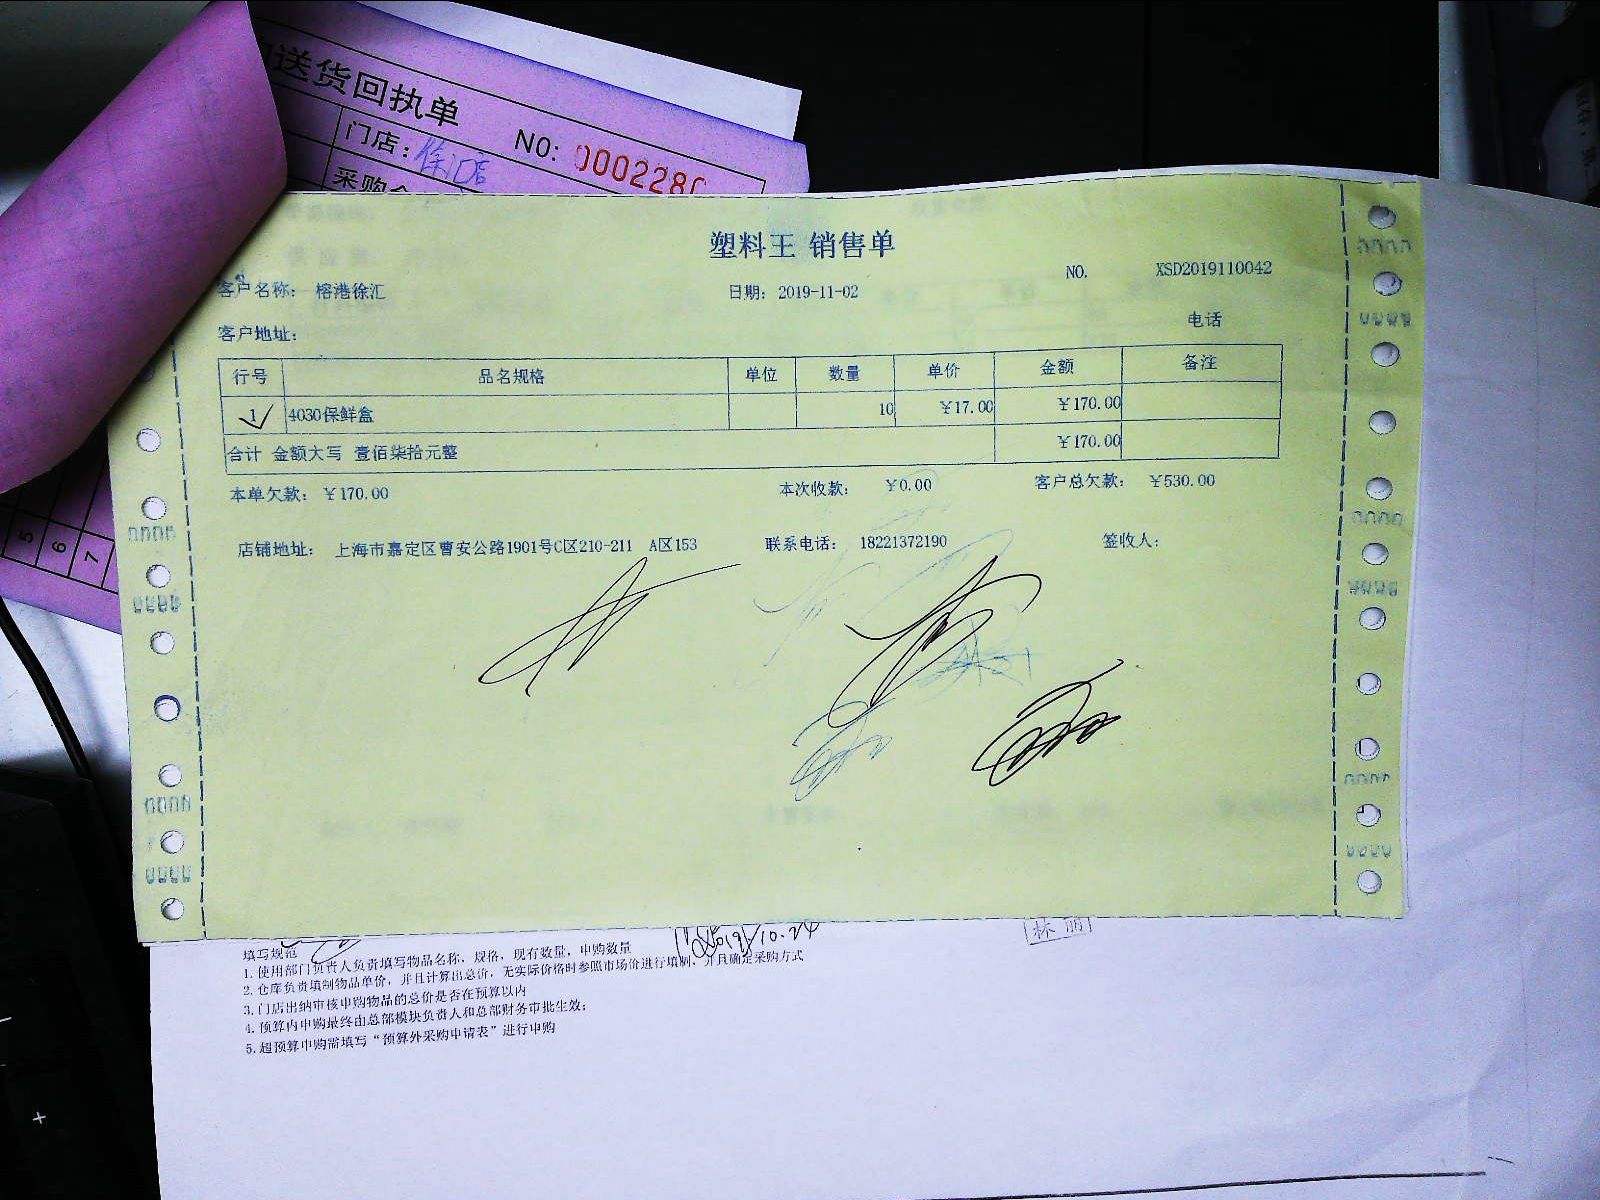 送货回执单 NO: 0002280
门店: 徐汇店
采购
塑料王 销售单
NO. XSD2019110042
客户名称: 榕港徐汇 日期: 2019-11-02
客户地址: 电话
行号 品名规格 单位 数量 单价 金额 备注
1 4030保鲜盒 10 ￥17.00 ￥170.00
合计 金额大写 壹佰柒拾元整 ￥170.00
本单欠款: ￥170.00 本次收款: ￥0.00 客户总欠款: ￥530.00
店铺地址: 上海市嘉定区曹安公路1901号C区210-211 A区153 联系电话: 18221372190 签收人:
5
6
7
林丽
填写规范
1.使用部门负责人负责填写物品名称，规格，现有数量，申购数量
2.仓库负责填制物品单价，并且计算出总价，无实际价格时参照市场价进行填制，并且确定采购方式
3.门店出纳审核申购物品的总价是否在预算以内
4.预算内申购最终由总部模块负责人和总部财务审批生效；
5.超预算申购需填写“预算外采购申请表”进行申购